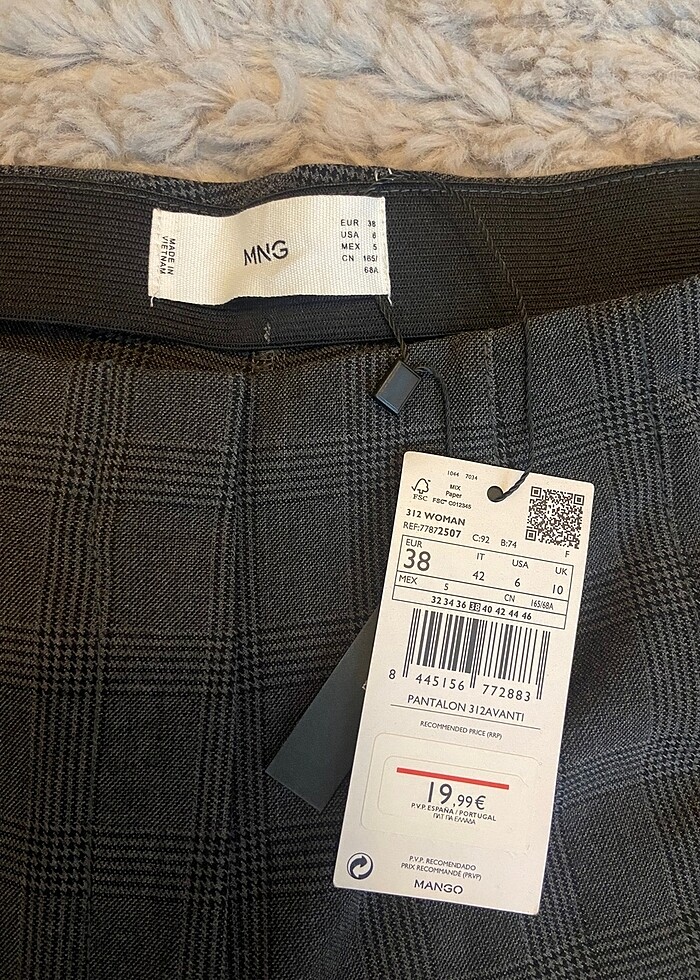 MADE IN
VIETNAM
MNG
EUR 38
USA 6
MEX 5
CN 165/
68A
1044 7034
FSC
MIX
Paper
FSC® C012345
312 WOMAN
REF:77872507 C:92 B:74
F
EUR IT USA UK
38 42 6 10
MEX 5 CN 165/68A
32 34 36 38 40 42 44 46
8 445156 772883
PANTALON 312AVANTI
RECOMMENDED PRICE (RRP)
19,99€
P.V.P. ESPAÑA / PORTUGAL
P.V.P. RECOMENDADO
PRIX RECOMMANDÉ (PRVP)
MANGO